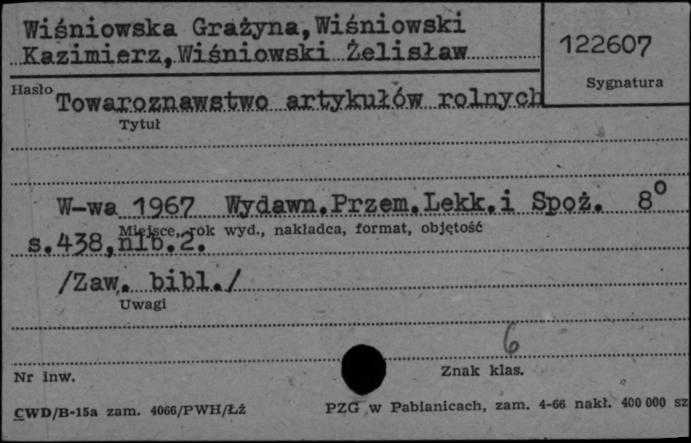 Wiśniowska Grażyna, Wiśniowski
Kazimierz, Wiśniowski Żelisław
122607
Sygnatura
Hasło
Towaroznawstwo artykułów rolnych
Tytuł
W-wa 1967 Wydawn.Przem.Lekk.i Spoż. 8°
Miejsce, rok wyd., nakładca, format, objętość
s.438,nlb.2.
/Zaw. bibl./
Uwagi
6
Nr inw.
Znak klas.
CWD/B-15a zam. 4066/PWH/Łź
PZG w Pabianicach, zam. 4-66 nakł. 400 000 sz